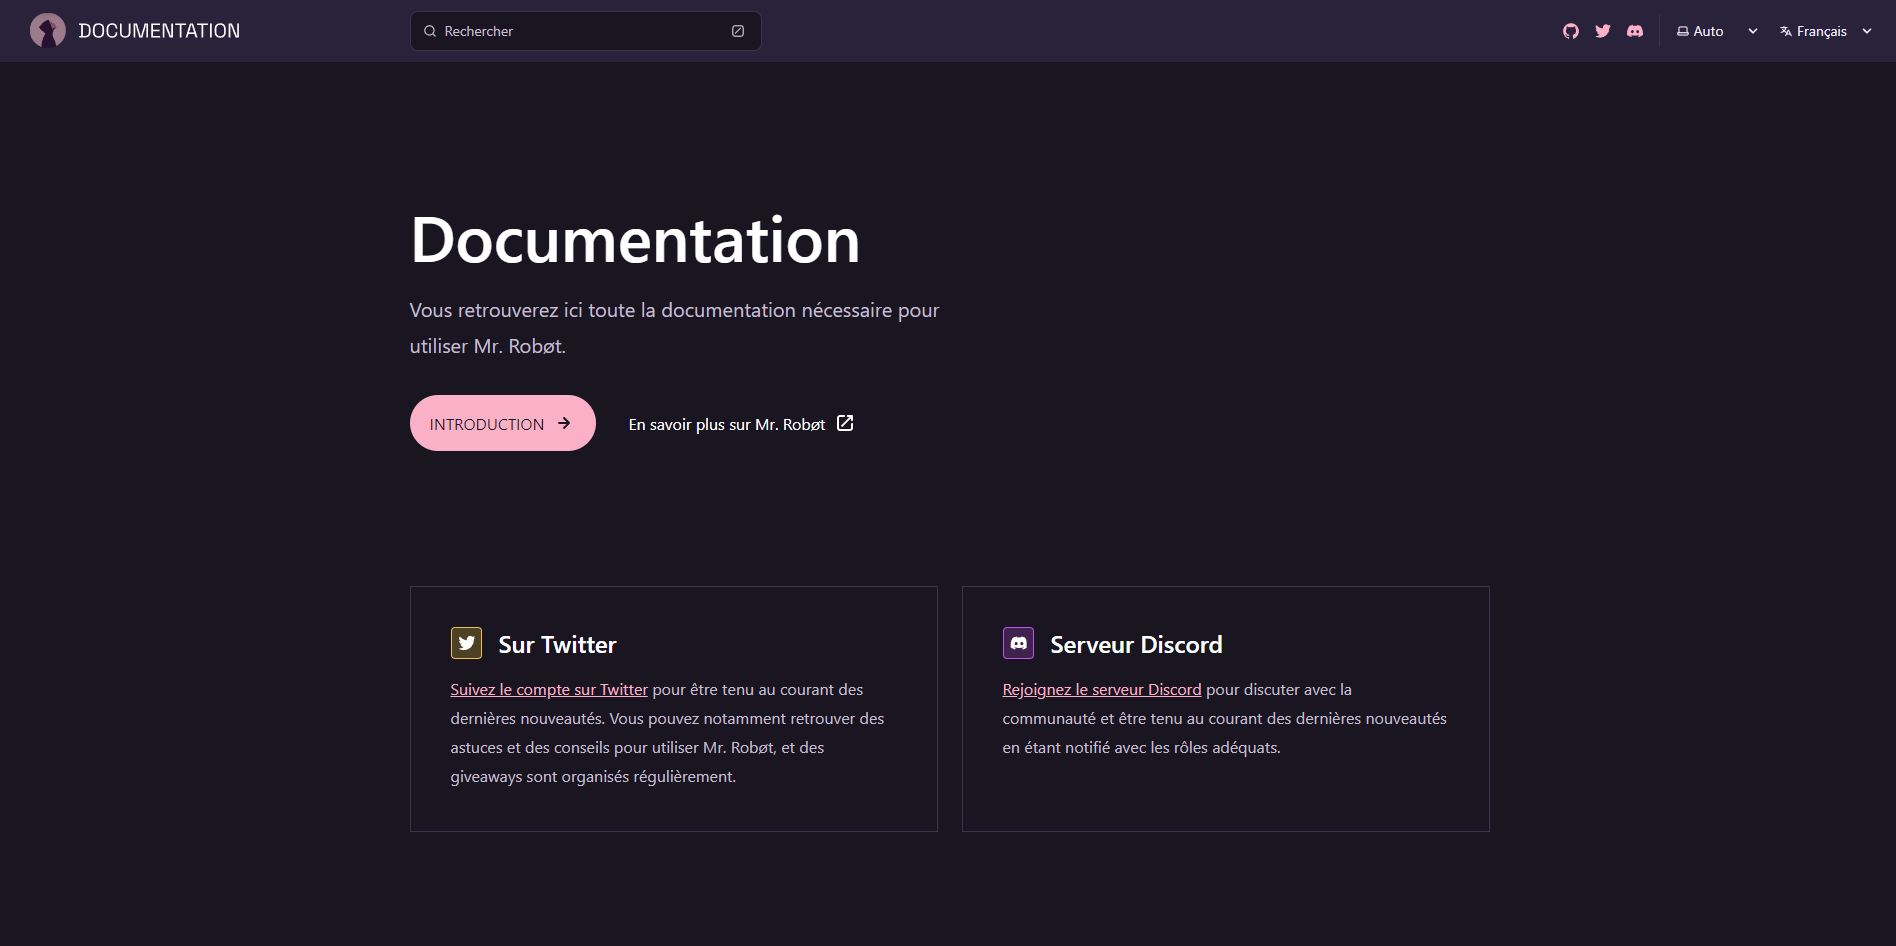 DOCUMENTATION
Rechercher
Auto
Français
Documentation
Vous retrouverez ici toute la documentation nécessaire pour
utiliser Mr. Robøt.
INTRODUCTION
En savoir plus sur Mr. Robøt
Sur Twitter
Suivez le compte sur Twitter pour être tenu au courant des
dernières nouveautés. Vous pouvez notamment retrouver des
astuces et des conseils pour utiliser Mr. Robøt, et des
giveaways sont organisés régulièrement.
Serveur Discord
Rejoignez le serveur Discord pour discuter avec la
communauté et être tenu au courant des dernières nouveautés
en étant notifié avec les rôles adéquats.